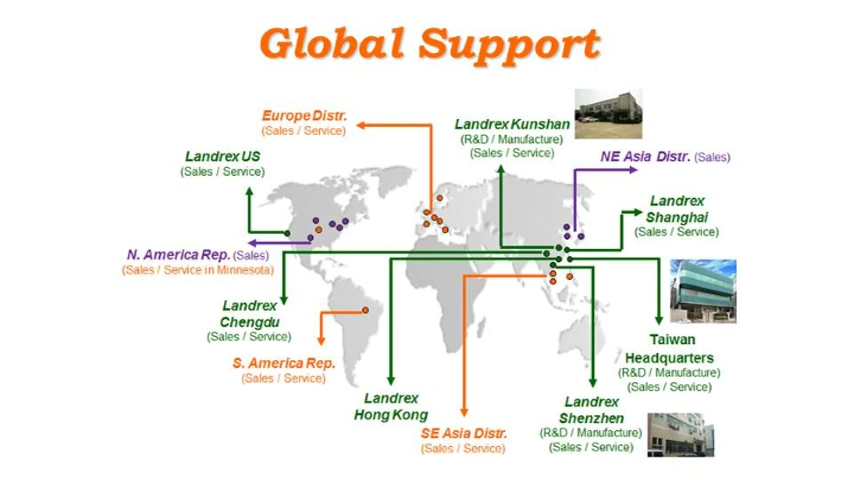 Global Support
Europe Distr.
(Sales / Service)
Landrex Kunshan
(R&D / Manufacture)
(Sales / Service)
Landrex US
(Sales / Service)
NE Asia Distr. (Sales)
Landrex
Shanghai
(Sales / Service)
N. America Rep. (Sales)
(Sales / Service in Minnesota)
Landrex
Chengdu
(Sales / Service)
S. America Rep.
(Sales / Service)
Landrex
Hong Kong
SE Asia Distr.
(Sales / Service)
Landrex
Shenzhen
(R&D / Manufacture)
(Sales / Service)
Taiwan
Headquarters
(R&D / Manufacture)
(Sales / Service)